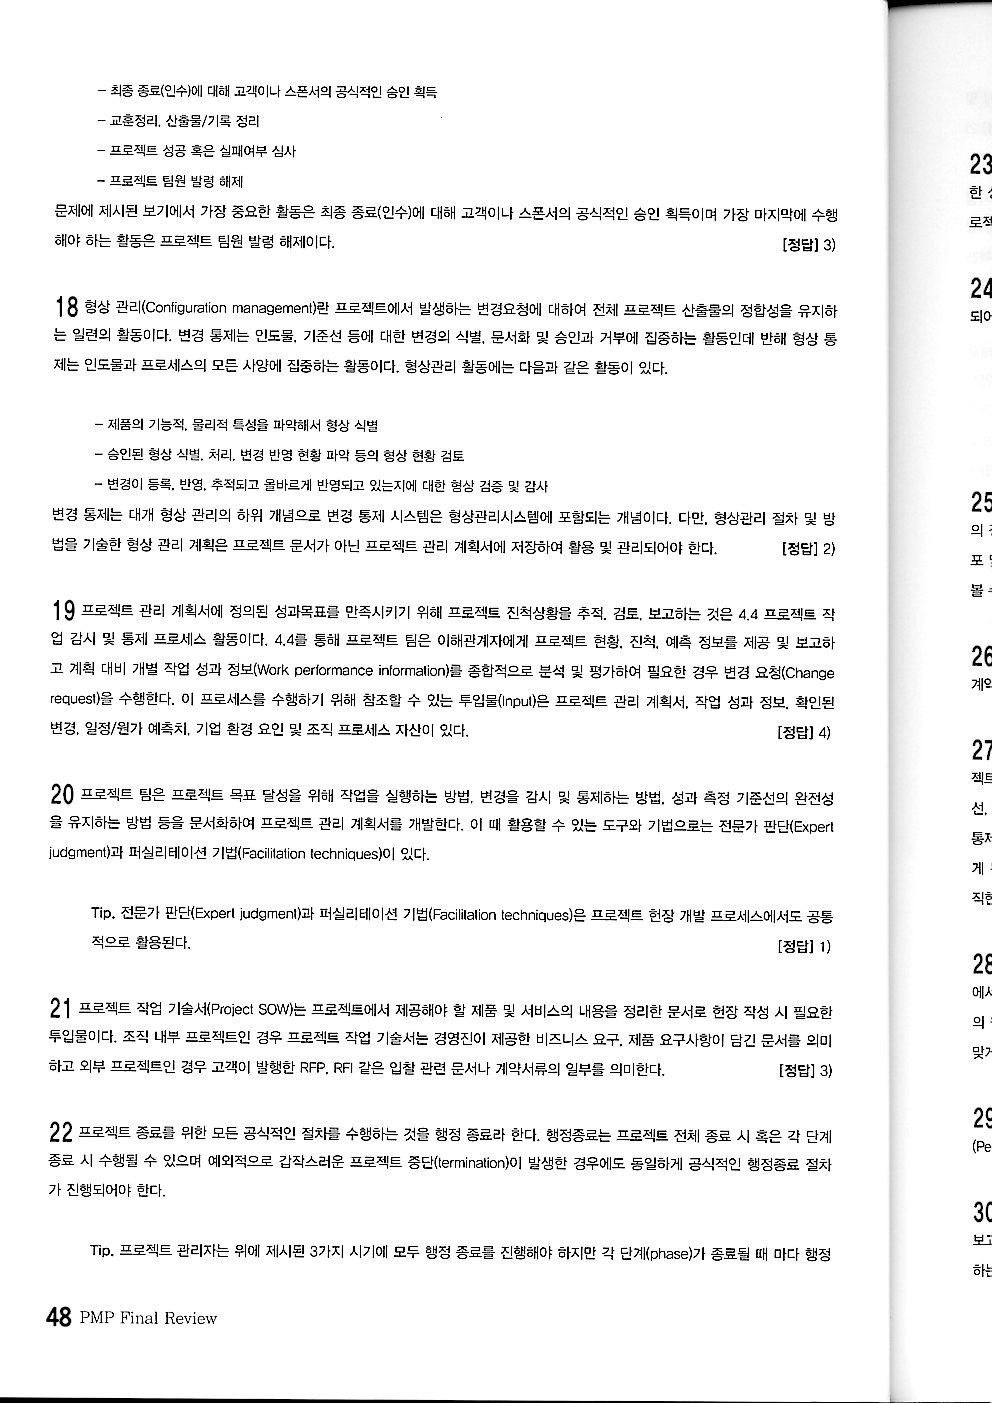 – 최종 종료(인수)에 대해 고객이나 스폰서의 공식적인 승인 획득
– 교훈정리, 산출물/기록 정리
– 프로젝트 성공 혹은 실패여부 심사
– 프로젝트 팀원 발령 해제
문제에 제시된 보기에서 가장 중요한 활동은 최종 종료(인수)에 대해 고객이나 스폰서의 공식적인 승인 획득이며 가장 마지막에 수행
해야 하는 활동은 프로젝트 팀원 발령 해제이다. [정답] 3)
18 형상 관리(Configuration management)란 프로젝트에서 발생하는 변경요청에 대하여 전체 프로젝트 산출물의 정합성을 유지하
는 일련의 활동이다. 변경 통제는 인도물, 기준선 등에 대한 변경의 식별, 문서화 및 승인과 거부에 집중하는 활동인데 반해 형상 통
제는 인도물과 프로세스의 모든 사양에 집중하는 활동이다. 형상관리 활동에는 다음과 같은 활동이 있다.
– 제품의 기능적, 물리적 특성을 파악해서 형상 식별
– 승인된 형상 식별, 처리, 변경 반영 현황 파악 등의 형상 현황 검토
– 변경이 등록, 반영, 추적되고 올바르게 반영되고 있는지에 대한 형상 검증 및 감사
변경 통제는 대개 형상 관리의 하위 개념으로 변경 통제 시스템은 형상관리시스템에 포함되는 개념이다. 다만, 형상관리 절차 및 방
법을 기술한 형상 관리 계획은 프로젝트 문서가 아닌 프로젝트 관리 계획서에 저장하여 활용 및 관리되어야 한다. [정답] 2)
19 프로젝트 관리 계획서에 정의된 성과목표를 만족시키기 위해 프로젝트 진척상황을 추적, 검토, 보고하는 것은 4.4 프로젝트 작
업 감시 및 통제 프로세스 활동이다. 4.4를 통해 프로젝트 팀은 이해관계자에게 프로젝트 현황, 진척, 예측 정보를 제공 및 보고하
고 계획 대비 개별 작업 성과 정보(Work performance information)를 종합적으로 분석 및 평가하여 필요한 경우 변경 요청(Change
request)을 수행한다. 이 프로세스를 수행하기 위해 참조할 수 있는 투입물(Input)은 프로젝트 관리 계획서, 작업 성과 정보, 확인된
변경, 일정/원가 예측치, 기업 환경 요인 및 조직 프로세스 자산이 있다. [정답] 4)
20 프로젝트 팀은 프로젝트 목표 달성을 위해 작업을 실행하는 방법, 변경을 감시 및 통제하는 방법, 성과 측정 기준선의 완전성
을 유지하는 방법 등을 문서화하여 프로젝트 관리 계획서를 개발한다. 이 때 활용할 수 있는 도구와 기법으로는 전문가 판단(Expert
judgment)과 퍼실리테이션 기법(Facilitation techniques)이 있다.
Tip. 전문가 판단(Expert judgment)과 퍼실리테이션 기법(Facilitation techniques)은 프로젝트 헌장 개발 프로세스에서도 공통
적으로 활용된다. [정답] 1)
21 프로젝트 작업 기술서(Project SOW)는 프로젝트에서 제공해야 할 제품 및 서비스의 내용을 정리한 문서로 헌장 작성 시 필요한
투입물이다. 조직 내부 프로젝트인 경우 프로젝트 작업 기술서는 경영진이 제공한 비즈니스 요구, 제품 요구사항이 담긴 문서를 의미
하고 외부 프로젝트인 경우 고객이 발행한 RFP, RFI 같은 입찰 관련 문서나 계약서류의 일부를 의미한다. [정답] 3)
22 프로젝트 종료를 위한 모든 공식적인 절차를 수행하는 것을 행정 종료라 한다. 행정종료는 프로젝트 전체 종료 시 혹은 각 단계
종료 시 수행될 수 있으며 예외적으로 갑작스러운 프로젝트 중단(termination)이 발생한 경우에도 동일하게 공식적인 행정종료 절차
가 진행되어야 한다.
Tip. 프로젝트 관리자는 위에 제시된 3가지 시기에 모두 행정 종료를 진행해야 하지만 각 단계(phase)가 종료될 때 마다 행정
48 PMP Final Review
23
한
로젝
24
되어
25
의
포
볼
26
계약
27
젝트
선,
통제
게
직한
28
에서
의
맞게
29
(Pe
30
보고
하는